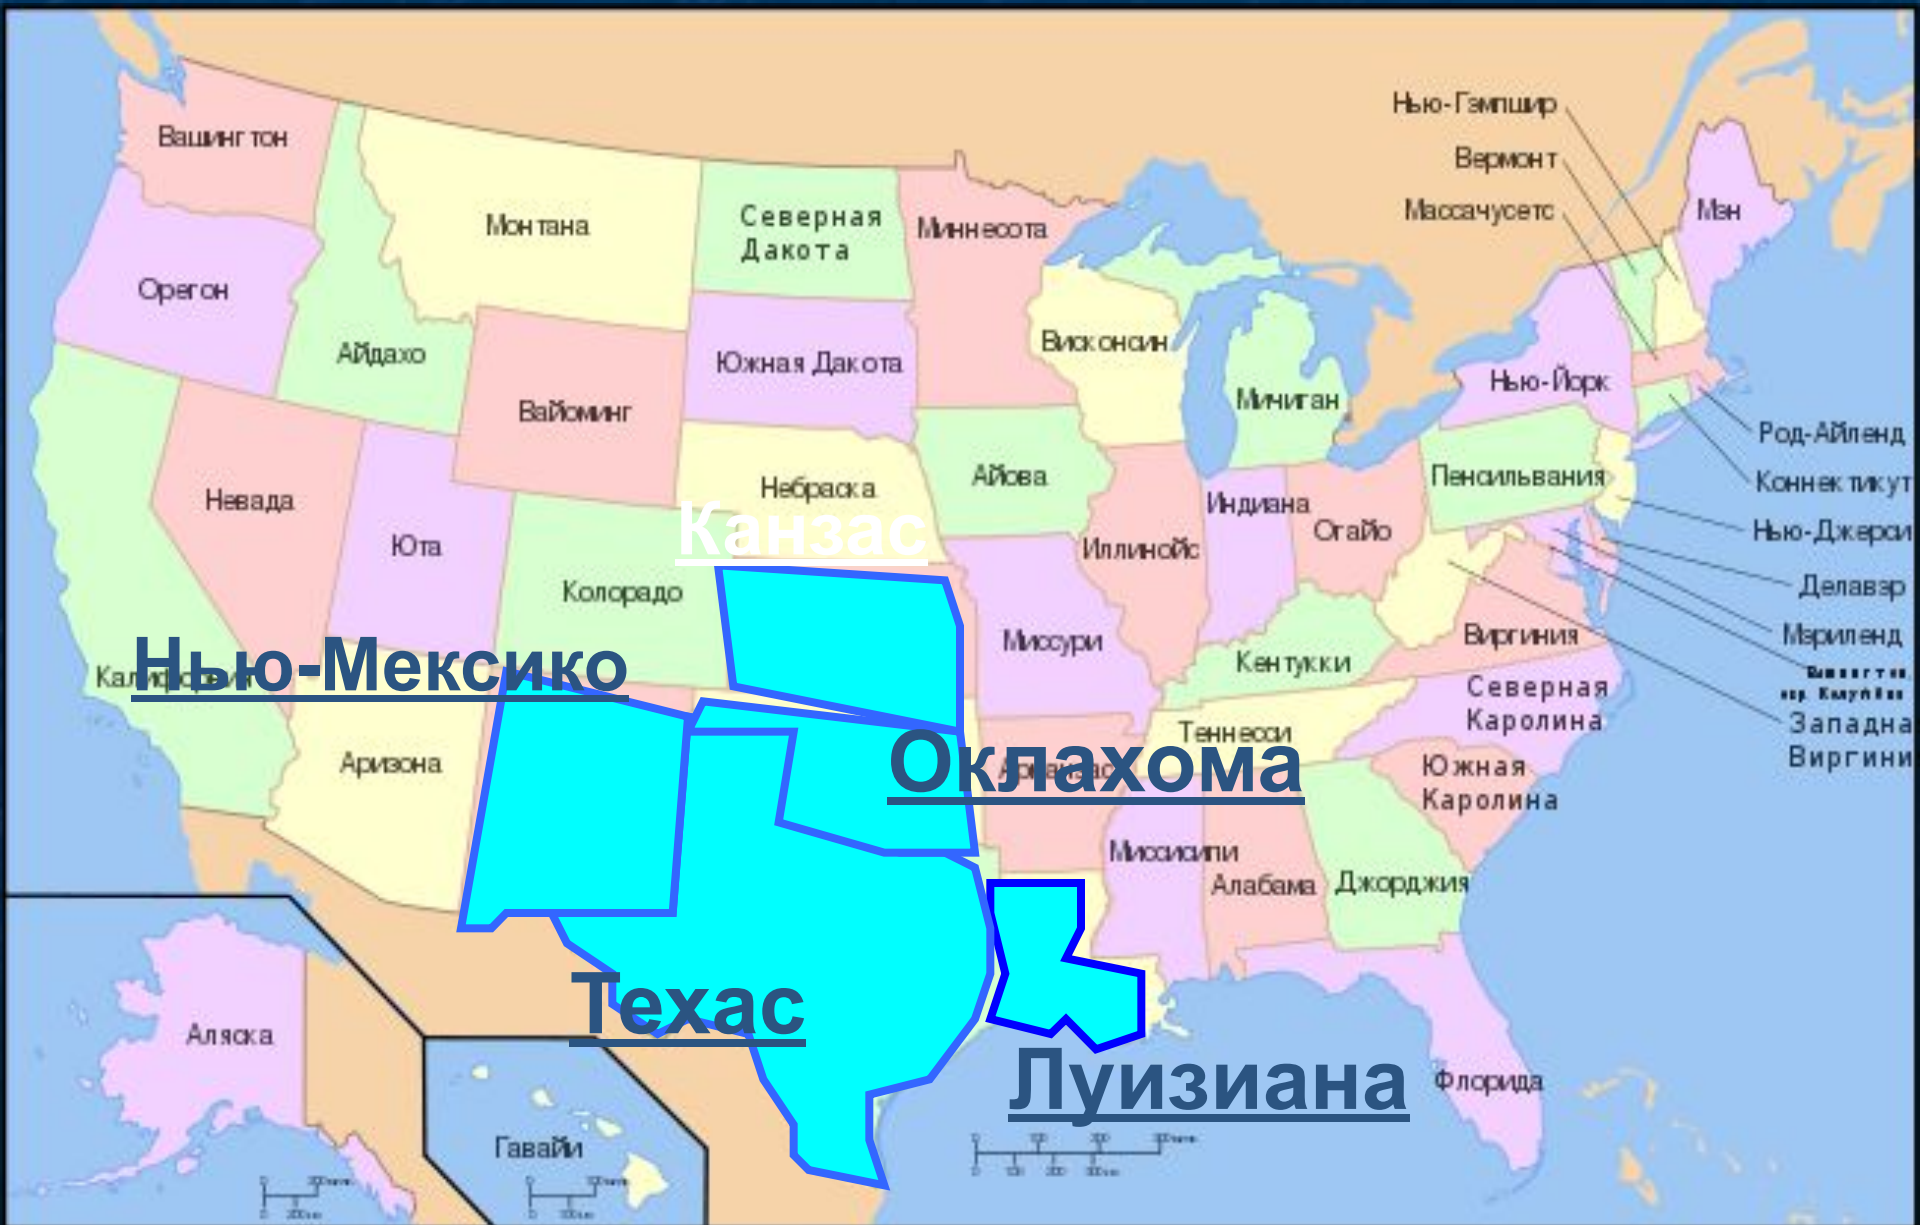 Нью-Гэмпшир
Вермонт
Массачусетс
Мэн
Вашингтон
Монтана
Северная
Дакота
Миннесота
Орегон
Айдахо
Висконсин
Южная Дакота
Вайоминг
Мичиган
Нью-Йорк
Род-Айленд
Пенсильвания
Коннектикут
Небраска
Айова
Невада
Индиана
Огайо
Нью-Джерси
Канзас
Юта
Иллинойс
Колорадо
Делавэр
Миссури
Виргиния
Мэриленд
Кентукки
Нью-Мексико
Калифорния
Северная
Каролина
Западна
Виргини
Теннесси
Оклахома
Арканзас
Аризона
Южная
Каролина
Миссисипи
Алабама
Джорджия
Техас
Аляска
Луизиана
Флорида
Гавайи